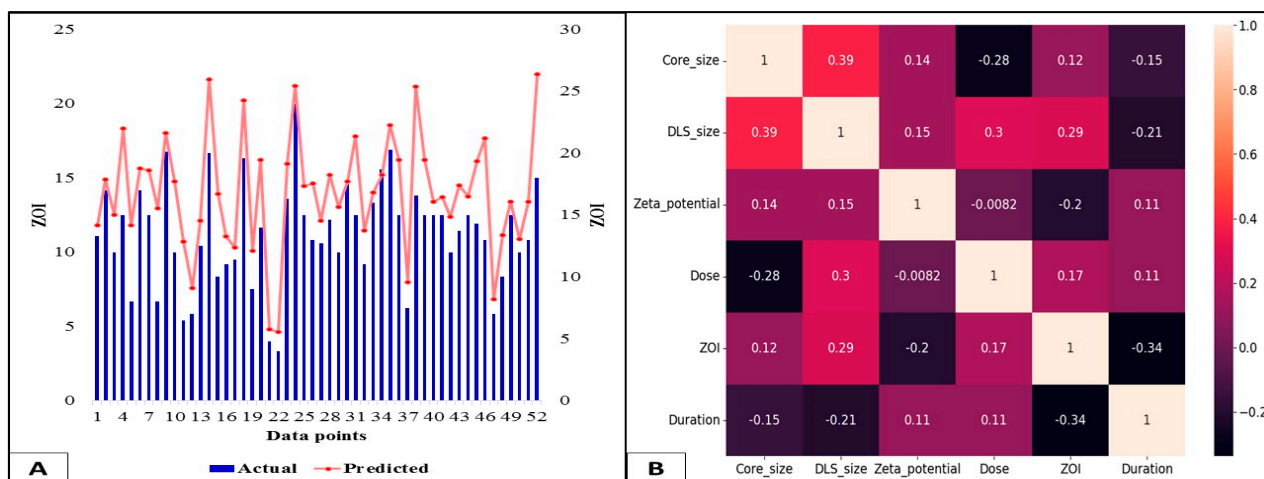 25
20
15
10
5
0
ZOI
30
25
20
15
10
5
0
ZOI
1 4 7 10 13 16 19 22 25 28 31 34 37 40 43 46 49 52
Data points
Actual Predicted
A
Core_size 1 0.39 0.14 -0.28 0.12 -0.15
DLS_size 0.39 1 0.15 0.3 0.29 -0.21
Zeta_potential 0.14 0.15 1 -0.0082 -0.2 0.11
Dose -0.28 0.3 -0.0082 1 0.17 0.11
ZOI 0.12 0.29 -0.2 0.17 1 -0.34
Duration -0.15 -0.21 0.11 0.11 -0.34 1
Core_size DLS_size Zeta_potential Dose ZOI Duration
1.0
0.8
0.6
0.4
0.2
0.0
−0.2
B